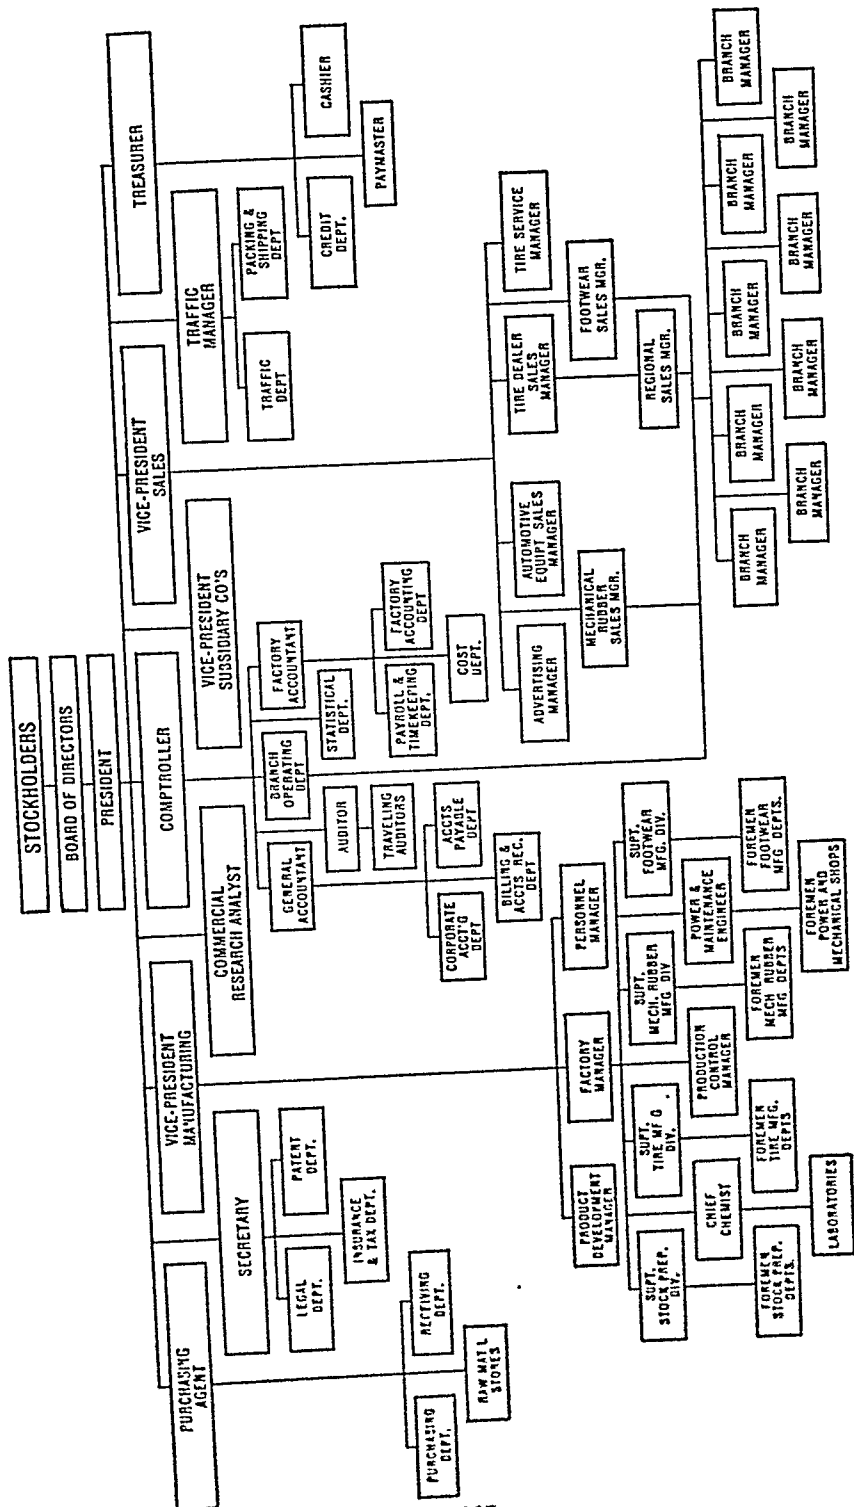 STOCKHOLDERS
BOARD OF DIRECTORS
PRESIDENT
PURCHASING
AGENT
VICE-PRESIDENT
MANUFACTURING
COMPTROLLER
VICE-PRESIDENT
SALES
TREASURER
SECRETARY
COMMERCIAL
RESEARCH ANALYST
VICE-PRESIDENT
SUBSIDIARY CO'S
TRAFFIC
MANAGER
PURCHASING
DEPT.
RECEIVING
DEPT.
RAW MAT'L
STORES
LEGAL
DEPT.
PATENT
DEPT.
INSURANCE
& TAX DEPT.
GENERAL
ACCOUNTANT
BRANCH
OPERATING
DEPT
FACTORY
ACCOUNTANT
AUDITOR
STATISTICAL
DEPT.
TRAVELING
AUDITORS
CORPORATE
ACCT'G
DEPT
ACCTS
PAYABLE
DEPT
BILLING &
ACCTS REC.
DEPT
PAYROLL &
TIMEKEEPING
DEPT.
FACTORY
ACCOUNTING
DEPT
COST
DEPT.
TRAFFIC
DEPT
PACKING &
SHIPPING
DEPT
CREDIT
DEPT.
CASHIER
PAYMASTER
ADVERTISING
MANAGER
AUTOMOTIVE
EQUIPT SALES
MANAGER
TIRE DEALER
SALES
MANAGER
TIRE SERVICE
MANAGER
MECHANICAL
RUBBER
SALES MGR.
FOOTWEAR
SALES MGR.
REGIONAL
SALES MGR.
PRODUCT
DEVELOPMENT
MANAGER
FACTORY
MANAGER
PERSONNEL
MANAGER
SUPT.
STOCK PREP.
DIV.
SUPT.
TIRE MFG.
DIV.
SUPT.
MECH. RUBBER
MFG DIV
SUPT.
FOOTWEAR
MFG. DIV.
CHIEF
CHEMIST
PRODUCTION
CONTROL
MANAGER
POWER &
MAINTENANCE
ENGINEER
FOREMEN
STOCK PREP.
DEPTS.
FOREMEN
TIRE MFG.
DEPTS
FOREMEN
MECH RUBBER
MFG DEPTS
FOREMEN
FOOTWEAR
MFG DEPTS.
LABORATORIES
FOREMEN
POWER AND
MECHANICAL SHOPS
BRANCH
MANAGER
BRANCH
MANAGER
BRANCH
MANAGER
BRANCH
MANAGER
BRANCH
MANAGER
BRANCH
MANAGER
BRANCH
MANAGER
BRANCH
MANAGER
BRANCH
MANAGER